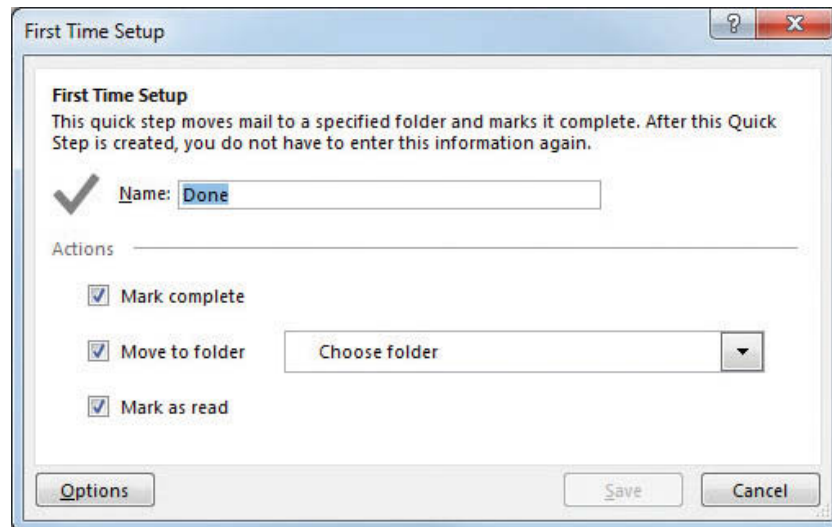 First Time Setup
?
First Time Setup
This quick step moves mail to a specified folder and marks it complete. After this Quick
Step is created, you do not have to enter this information again.
Name: Done
Actions
Mark complete
Move to folder Choose folder
Mark as read
Options Save Cancel